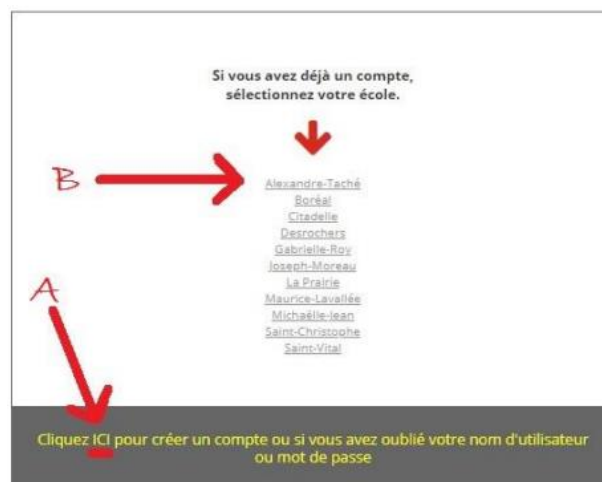 Si vous avez déjà un compte,
sélectionnez votre école.
B
Alexandre-Taché
Boréal
Citadelle
Desrochers
Gabrielle-Roy
Joseph-Moreau
La Prairie
Maurice-Lavallée
Michaëlle-Jean
Saint-Christophe
Saint-Vital
A
Cliquez ICI pour créer un compte ou si vous avez oublié votre nom d'utilisateur
ou mot de passe